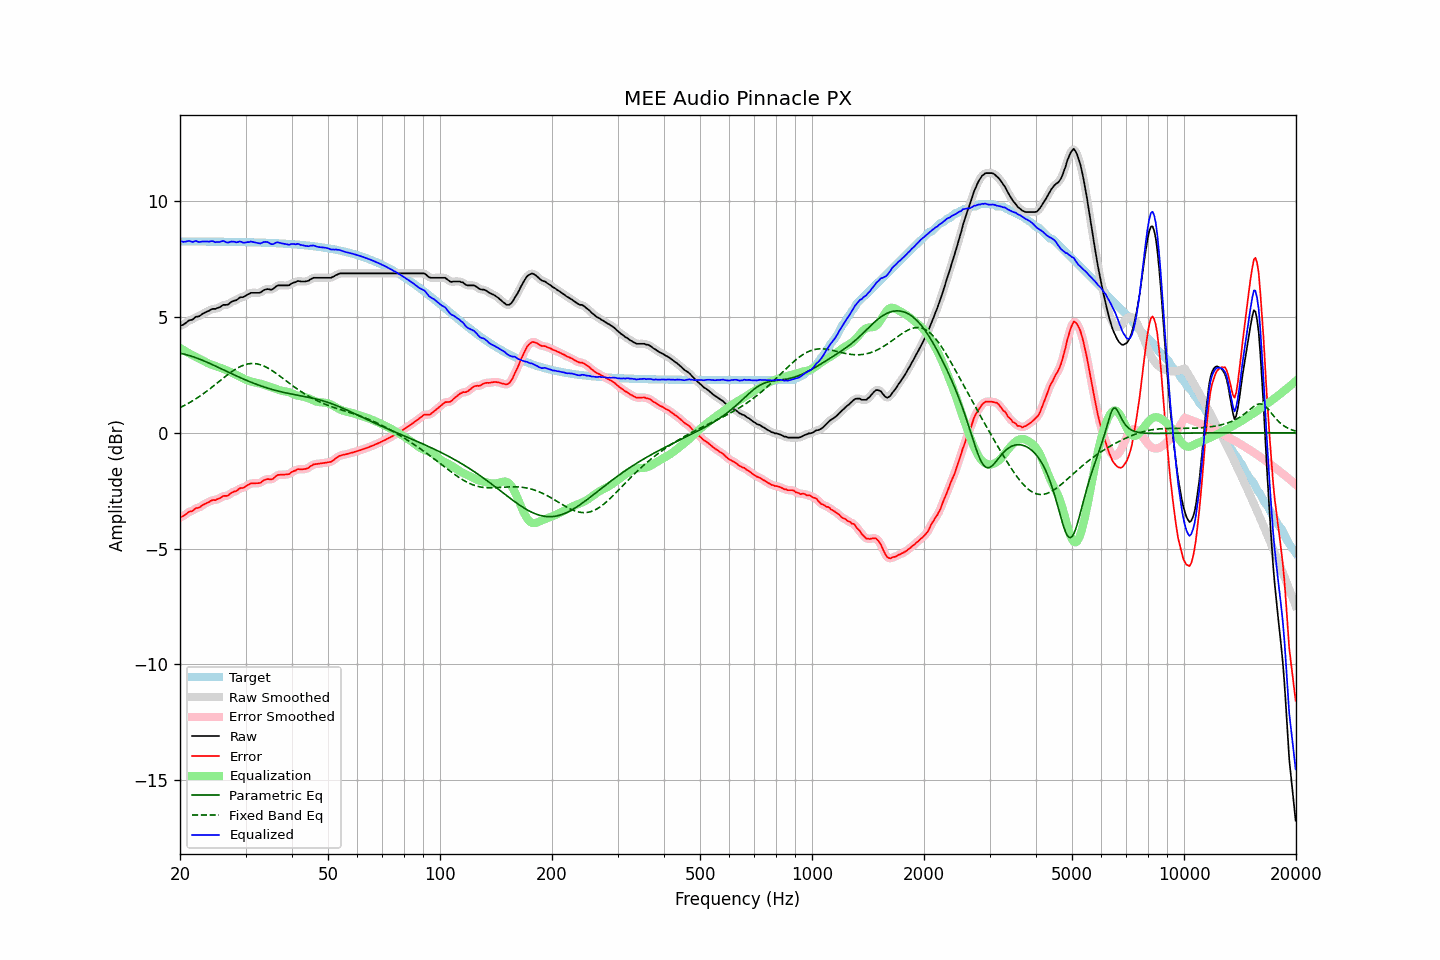 MEE Audio Pinnacle PX
Amplitude (dBr)
10
5
0
−5
−10
−15
Target
Raw Smoothed
Error Smoothed
Raw
Error
Equalization
Parametric Eq
Fixed Band Eq
Equalized
20 50 100 200 500 1000 2000 5000 10000 20000
Frequency (Hz)